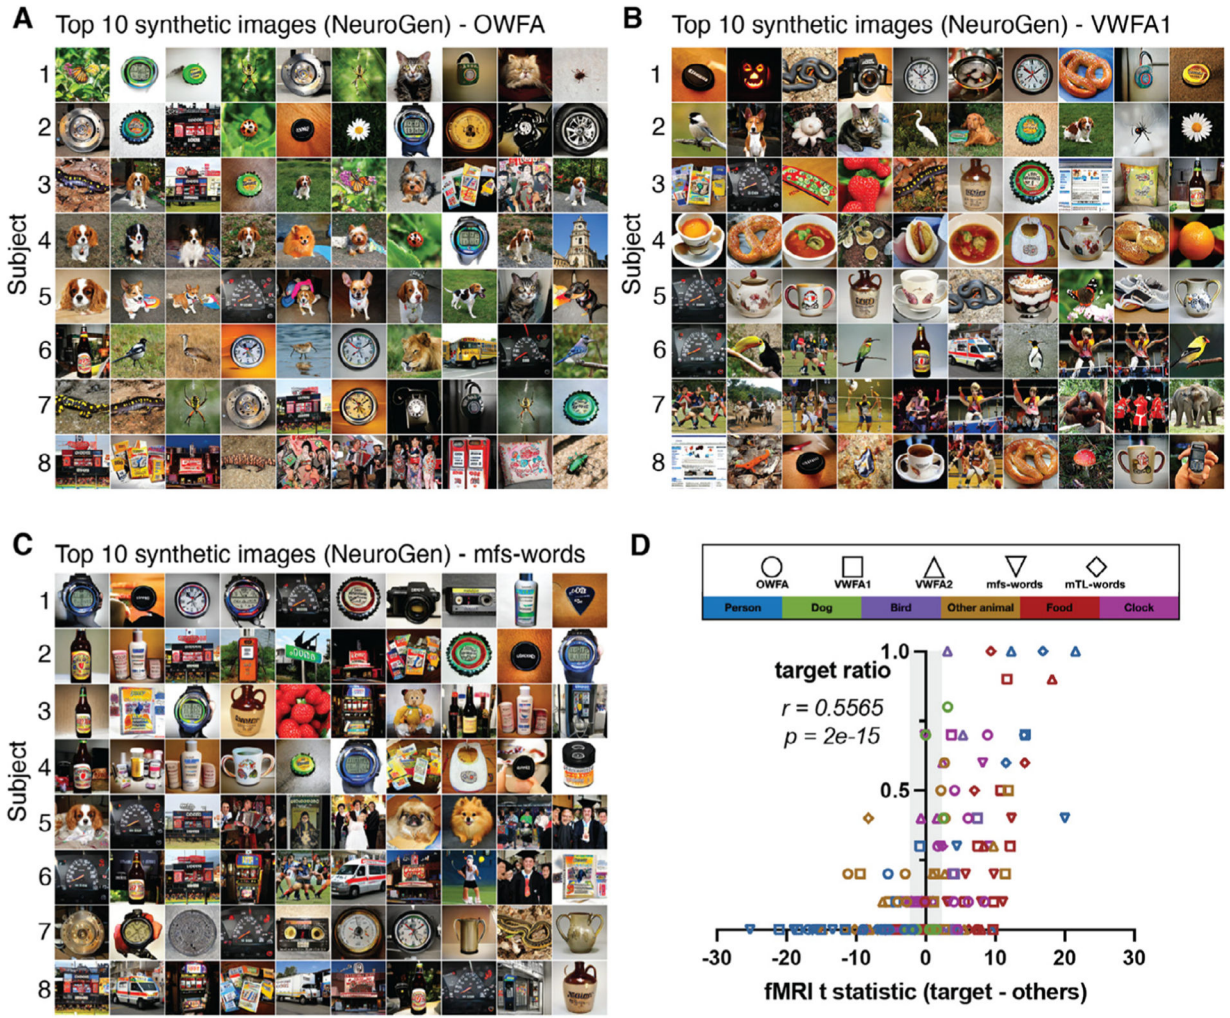 A Top 10 synthetic images (NeuroGen) - OWFA
1
2
3
4
5
6
7
8
Subject
B Top 10 synthetic images (NeuroGen) - VWFA1
1
2
3
4
5
6
7
8
Subject
C Top 10 synthetic images (NeuroGen) - mfs-words
1
2
3
4
5
6
7
8
Subject
D
OWFA VWFA1 VWFA2 mfs-words mTL-words
Person Dog Bird Other animal Food Clock
target ratio
r = 0.5565
p = 2e-15
1.0
0.5
-30 -20 -10 0 10 20 30
fMRI t statistic (target - others)